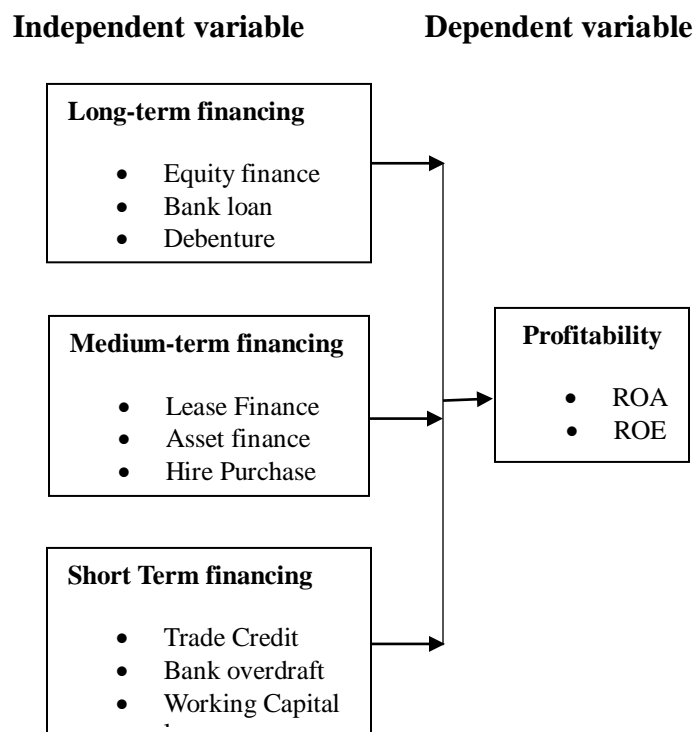 Independent variable
Dependent variable
Long-term financing
• Equity finance
• Bank loan
• Debenture
Medium-term financing
• Lease Finance
• Asset finance
• Hire Purchase
Short Term financing
• Trade Credit
• Bank overdraft
• Working Capital
Profitability
• ROA
• ROE